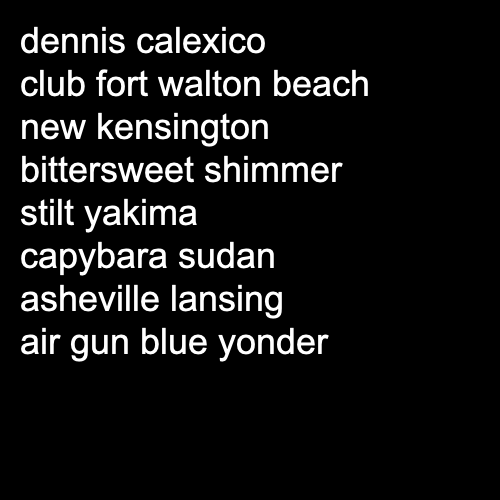 dennis calexico
club fort walton beach
new kensington
bittersweet shimmer
stilt yakima
capybara sudan
asheville lansing
air gun blue yonder